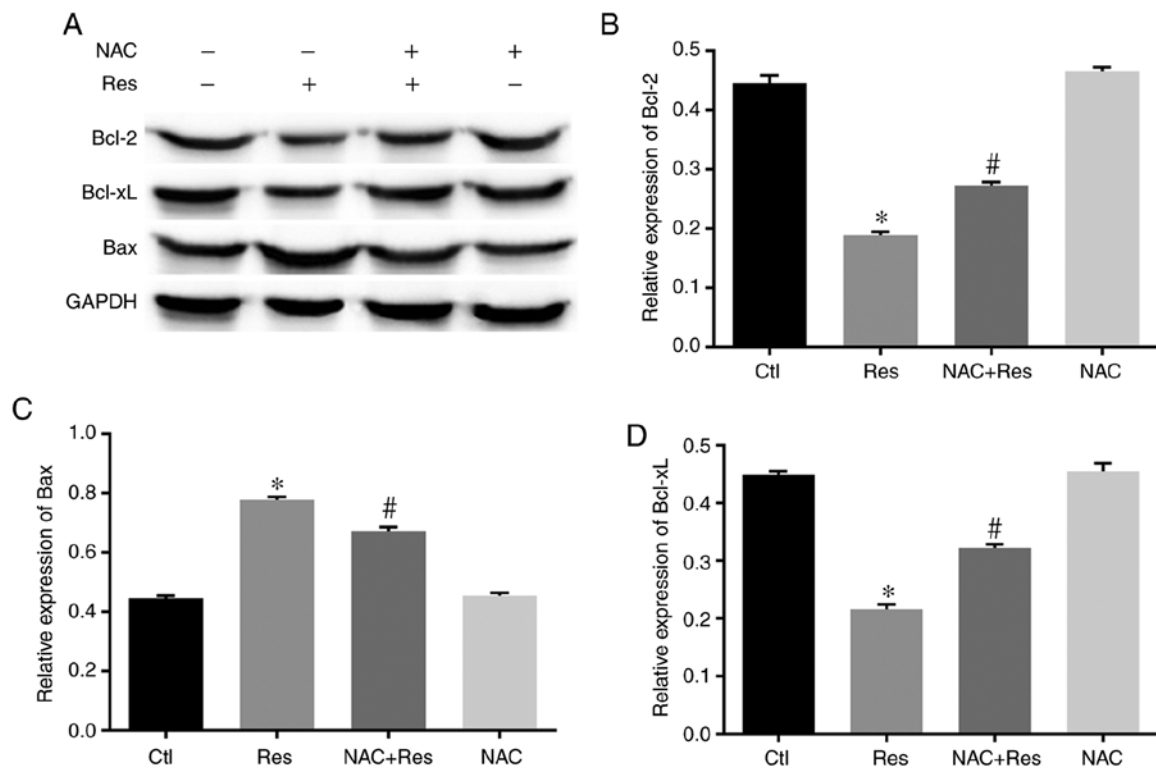 A
NAC − − + +
Res − + + −
Bcl-2
Bcl-xL
Bax
GAPDH
B
Relative expression of Bcl-2
0.5
0.4
0.3
0.2
0.1
0.0
*
#
Ctl Res NAC+Res NAC
C
Relative expression of Bax
1.0
0.8
0.6
0.4
0.2
0.0
*
#
Ctl Res NAC+Res NAC
D
Relative expression of Bcl-xL
0.5
0.4
0.3
0.2
0.1
0.0
*
#
Ctl Res NAC+Res NAC